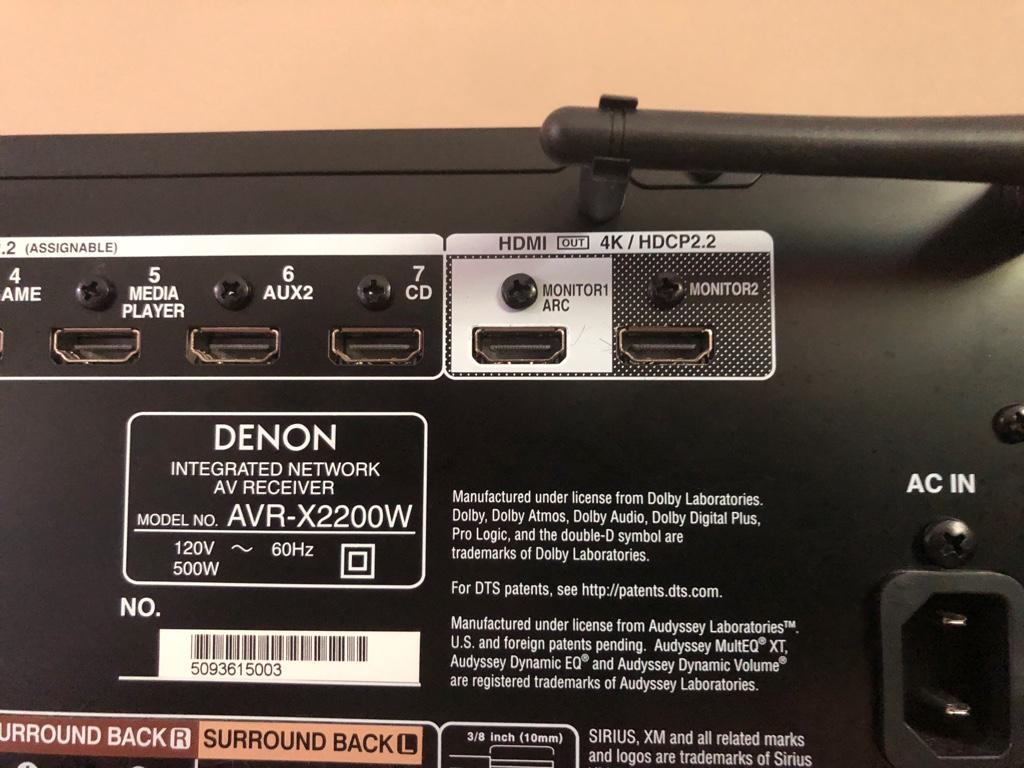 .2 (ASSIGNABLE)
HDMI OUT 4K / HDCP2.2
4
AME
5
MEDIA
PLAYER
6
AUX2
7
CD
MONITOR1
ARC
MONITOR2
DENON
INTEGRATED NETWORK
AV RECEIVER
MODEL NO. AVR-X2200W
120V ～ 60Hz
500W
NO.
5093615003
Manufactured under license from Dolby Laboratories.
Dolby, Dolby Atmos, Dolby Audio, Dolby Digital Plus,
Pro Logic, and the double-D symbol are
trademarks of Dolby Laboratories.
For DTS patents, see http://patents.dts.com.
Manufactured under license from Audyssey Laboratories™.
U.S. and foreign patents pending. Audyssey MultEQ® XT,
Audyssey Dynamic EQ® and Audyssey Dynamic Volume®
are registered trademarks of Audyssey Laboratories.
AC IN
URROUND BACK R
SURROUND BACK L
3/8 inch (10mm)
SIRIUS, XM and all related marks
and logos are trademarks of Sirius